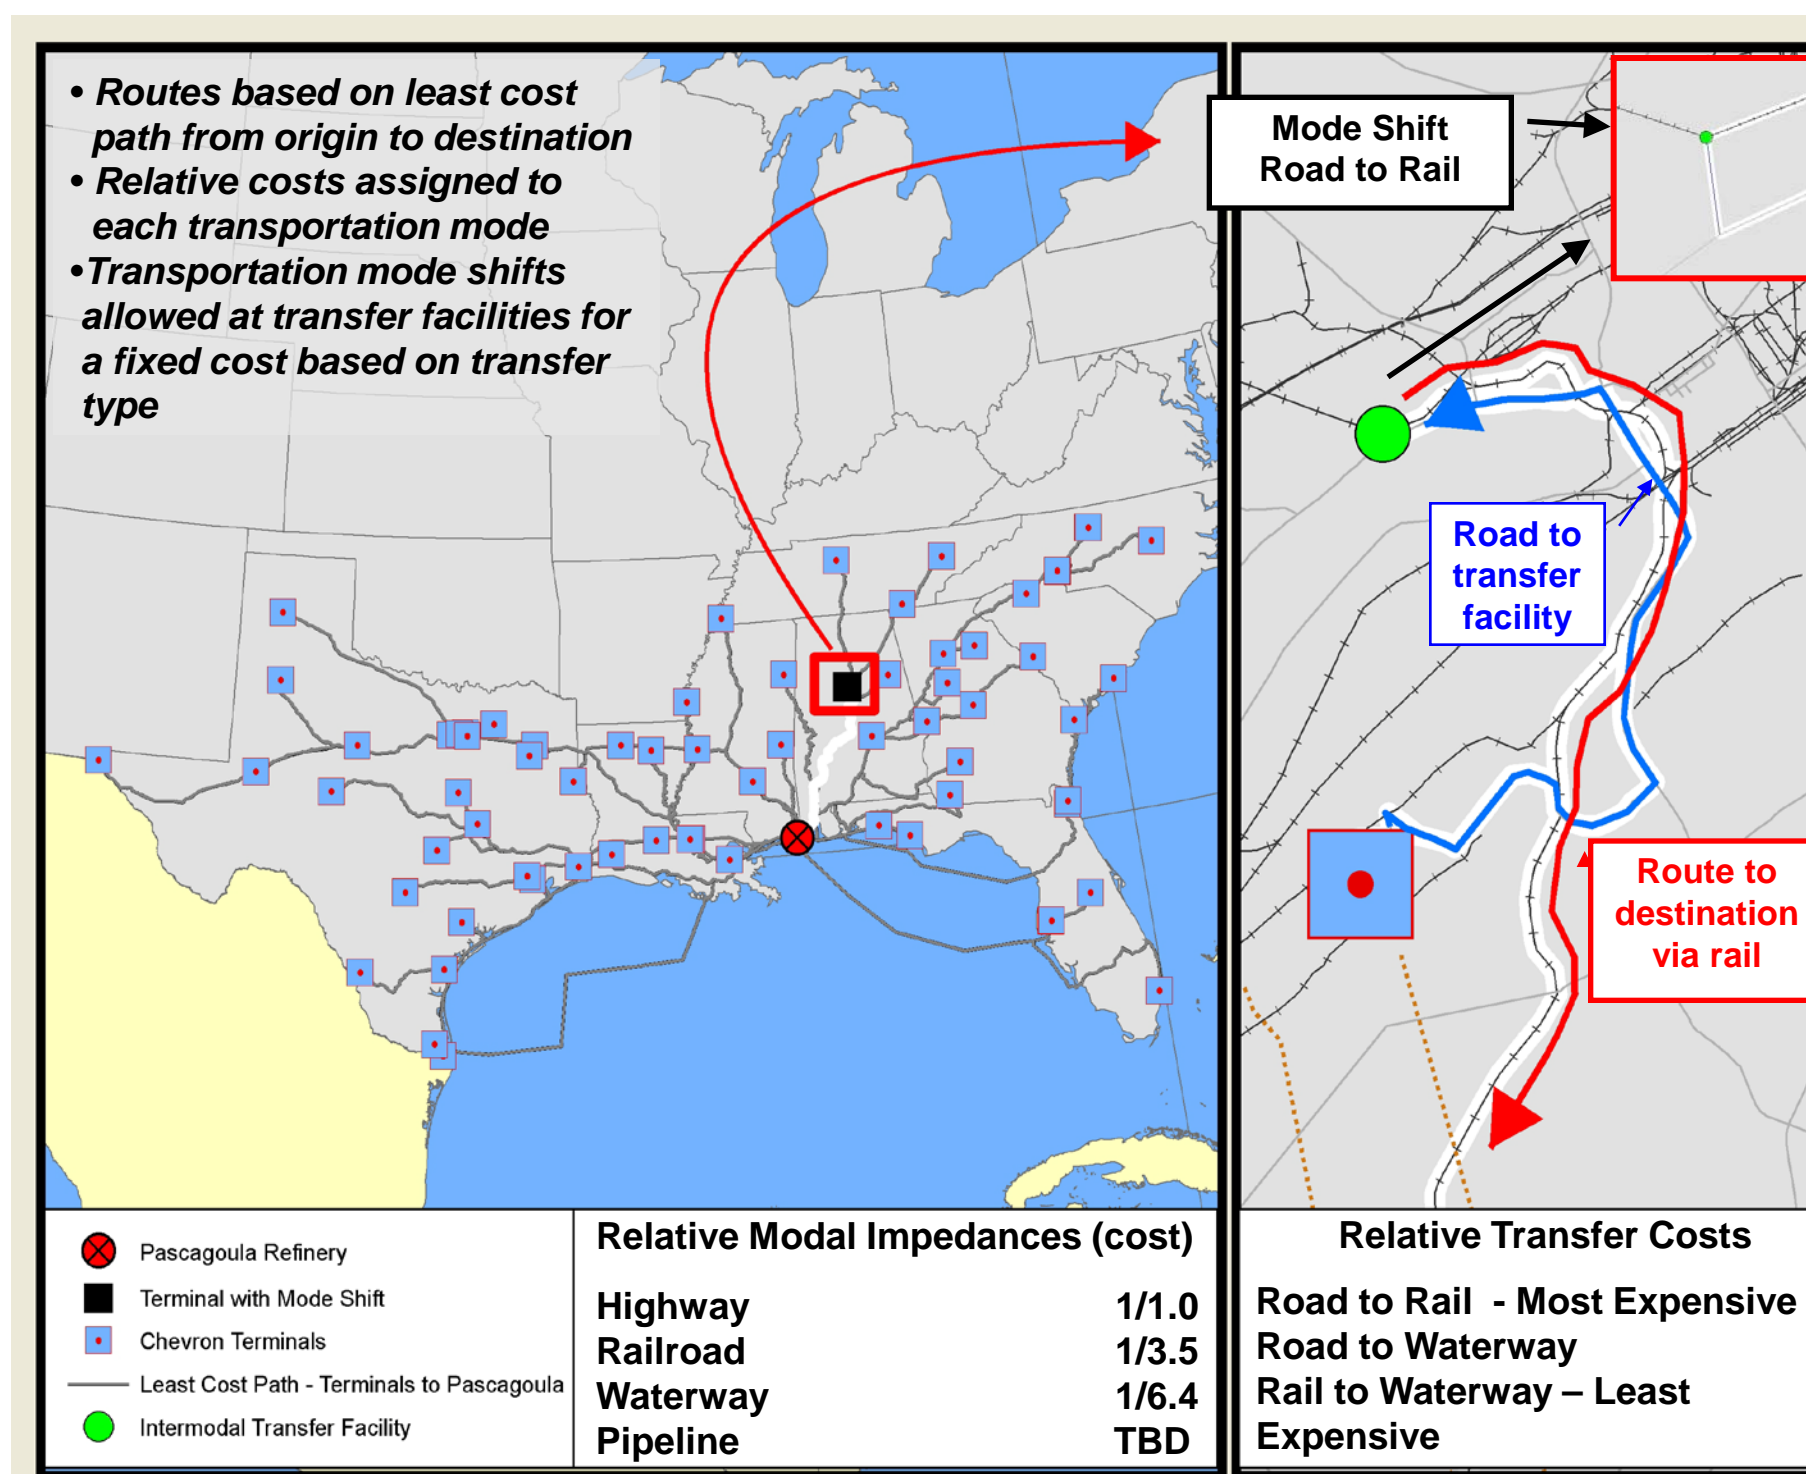 • Routes based on least cost
path from origin to destination
• Relative costs assigned to
each transportation mode
•Transportation mode shifts
allowed at transfer facilities for
a fixed cost based on transfer
type
Mode Shift
Road to Rail
Road to
transfer
facility
Route to
destination
via rail
Pascagoula Refinery
Terminal with Mode Shift
Chevron Terminals
Least Cost Path - Terminals to Pascagoula
Intermodal Transfer Facility
Relative Modal Impedances (cost)
Highway 1/1.0
Railroad 1/3.5
Waterway 1/6.4
Pipeline TBD
Relative Transfer Costs
Road to Rail - Most Expensive
Road to Waterway
Rail to Waterway – Least
Expensive